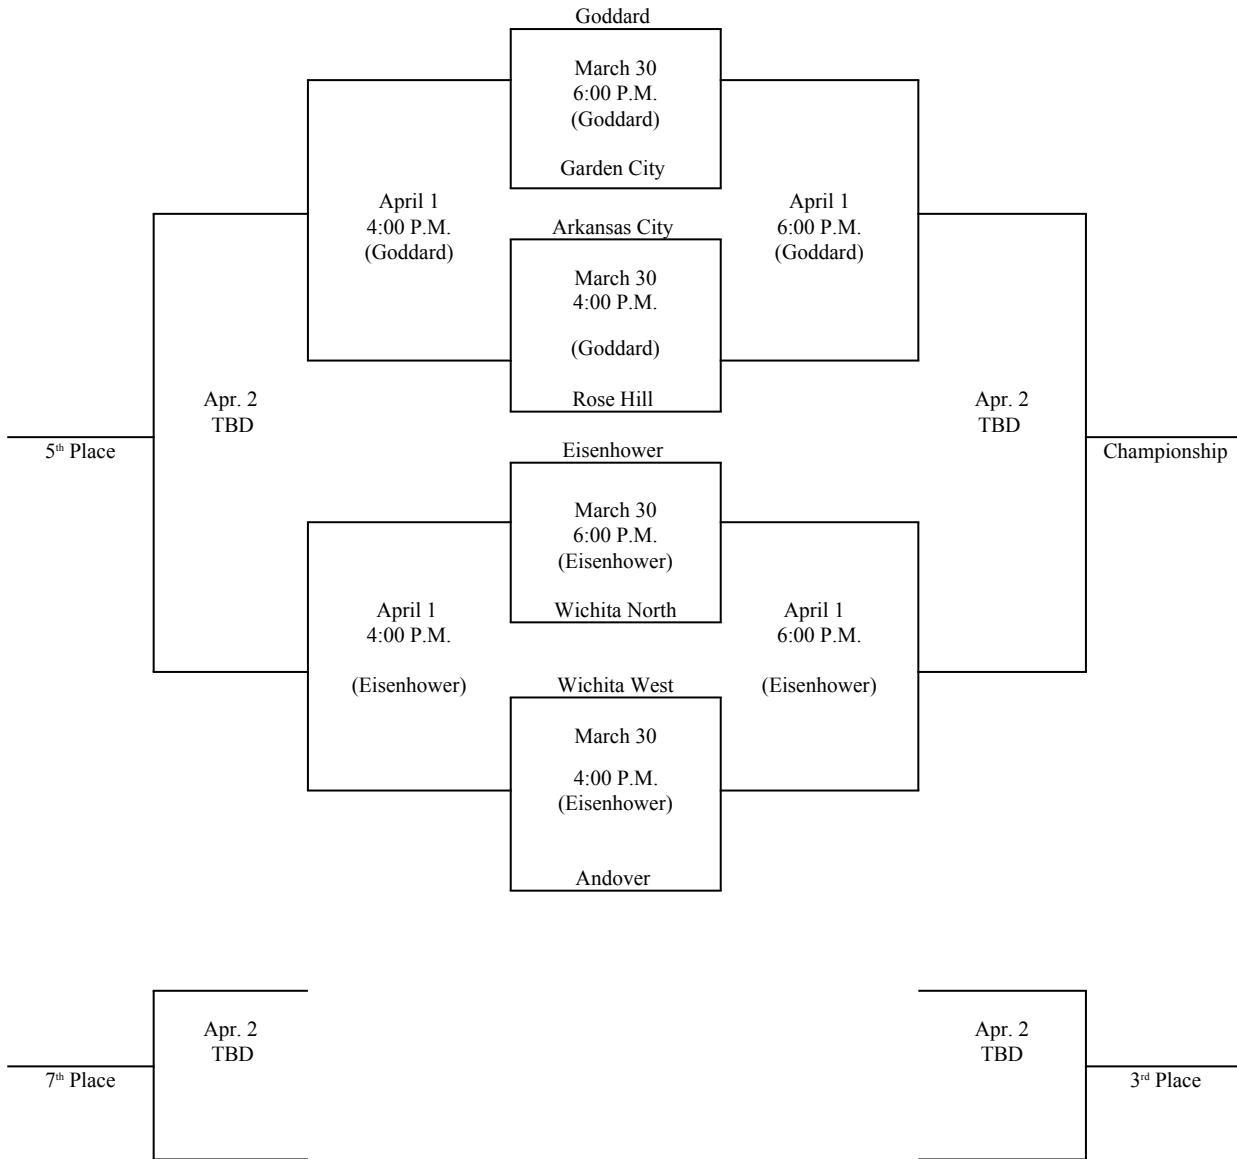 Goddard
March 30
6:00 P.M.
(Goddard)
Garden City
April 1
4:00 P.M.
(Goddard)
April 1
6:00 P.M.
(Goddard)
Arkansas City
March 30
4:00 P.M.
(Goddard)
Rose Hill
Apr. 2
TBD
Apr. 2
TBD
5th Place
Championship
Eisenhower
March 30
6:00 P.M.
(Eisenhower)
Wichita North
April 1
4:00 P.M.
(Eisenhower)
April 1
6:00 P.M.
(Eisenhower)
Wichita West
March 30
4:00 P.M.
(Eisenhower)
Andover
Apr. 2
TBD
7th Place
Apr. 2
TBD
3rd Place